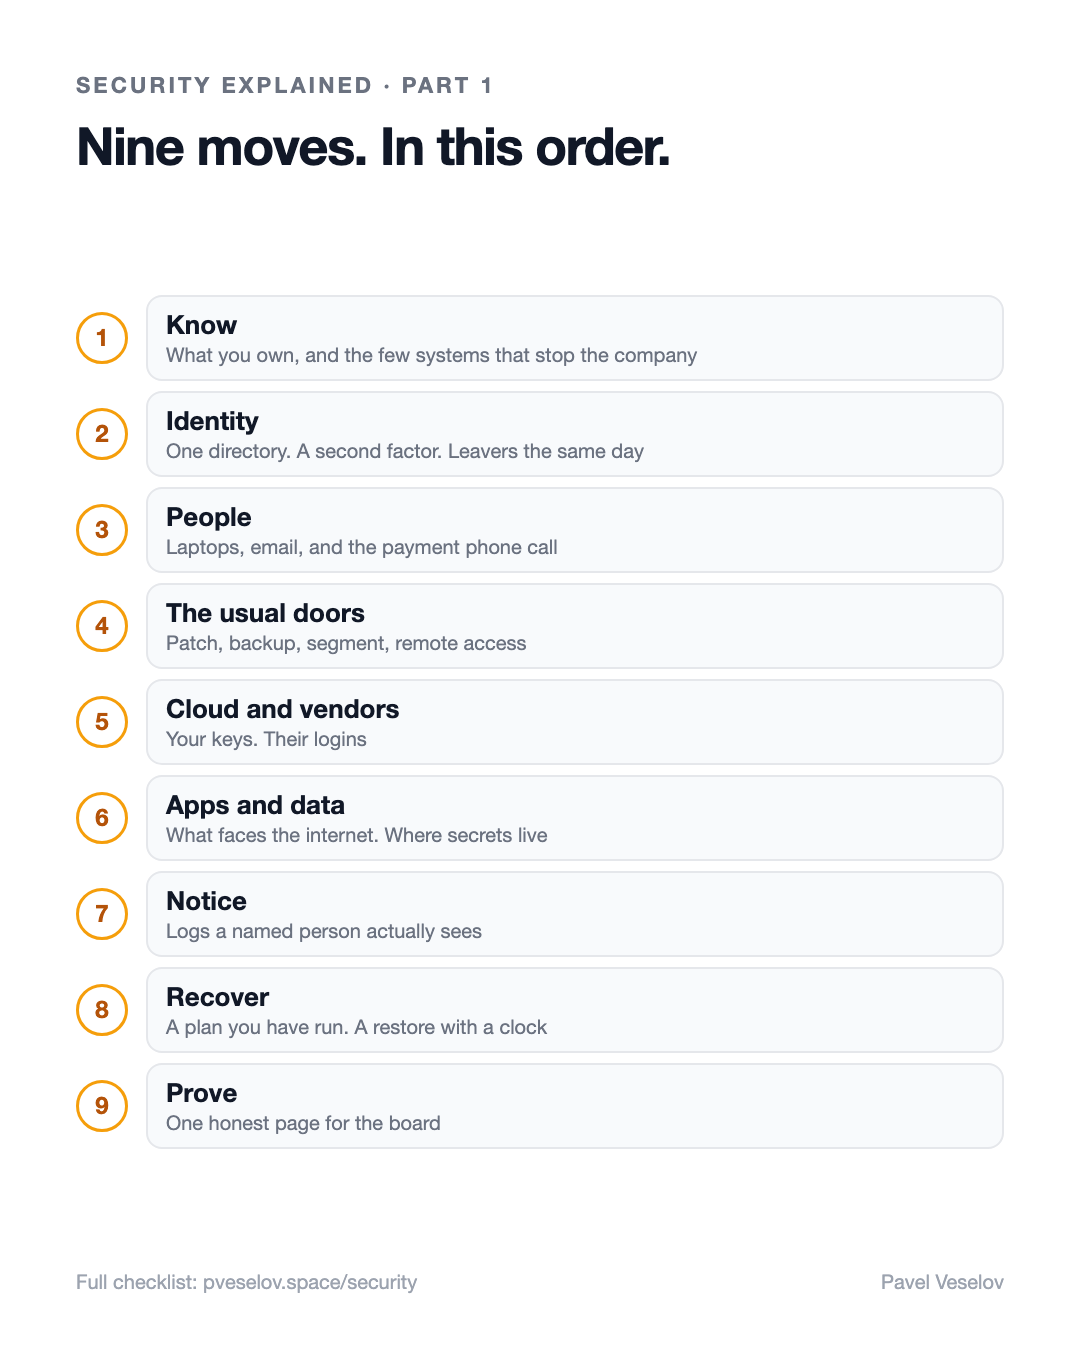 SECURITY EXPLAINED · PART 1
Nine moves. In this order.
1
Know
What you own, and the few systems that stop the company
2
Identity
One directory. A second factor. Leavers the same day
3
People
Laptops, email, and the payment phone call
4
The usual doors
Patch, backup, segment, remote access
5
Cloud and vendors
Your keys. Their logins
6
Apps and data
What faces the internet. Where secrets live
7
Notice
Logs a named person actually sees
8
Recover
A plan you have run. A restore with a clock
9
Prove
One honest page for the board
Full checklist: pveselov.space/security
Pavel Veselov